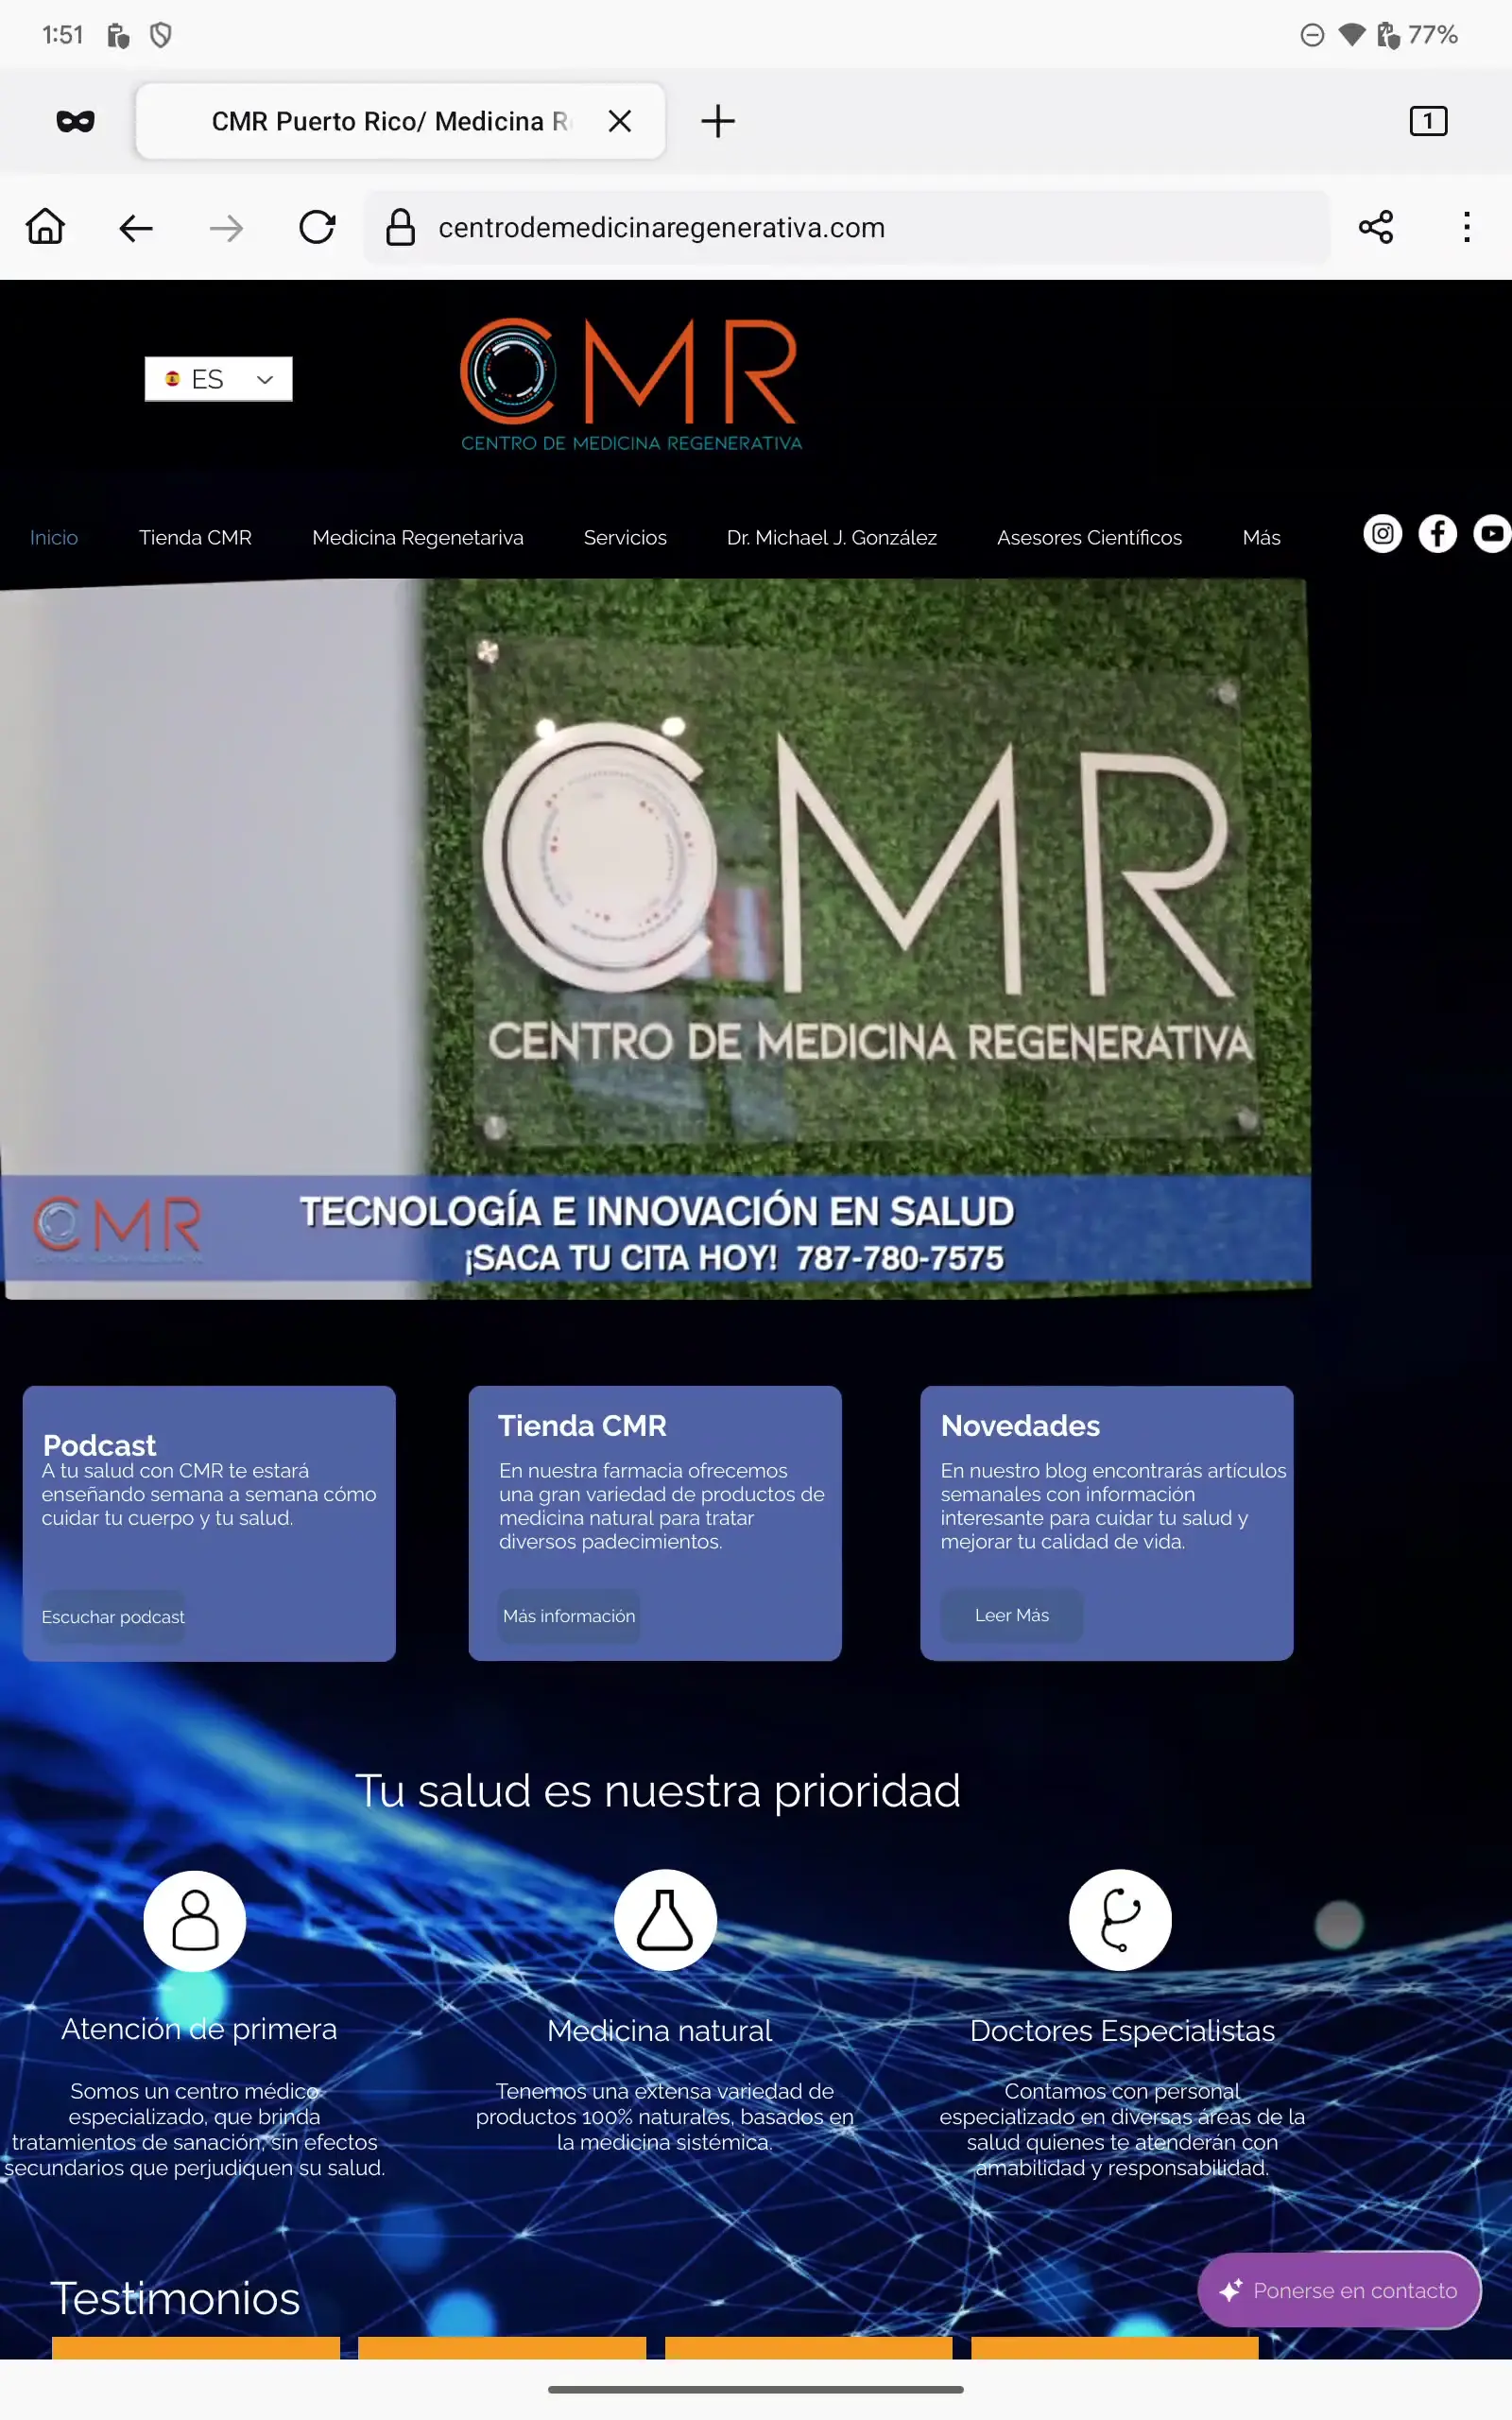 1:51
77%
CMR Puerto Rico/ Medicina R
1
centrodemedicinaregenerativa.com
ES
CMR
CENTRO DE MEDICINA REGENERATIVA
Inicio
Tienda CMR
Medicina Regenetariva
Servicios
Dr. Michael J. González
Asesores Científicos
Más
CMR
CENTRO DE MEDICINA REGENERATIVA
CMR
TECNOLOGÍA E INNOVACIÓN EN SALUD
¡SACA TU CITA HOY! 787-780-7575
Podcast
A tu salud con CMR te estará
enseñando semana a semana cómo
cuidar tu cuerpo y tu salud.
Escuchar podcast
Tienda CMR
En nuestra farmacia ofrecemos
una gran variedad de productos de
medicina natural para tratar
diversos padecimientos.
Más información
Novedades
En nuestro blog encontrarás artículos
semanales con información
interesante para cuidar tu salud y
mejorar tu calidad de vida.
Leer Más
Tu salud es nuestra prioridad
Atención de primera
Somos un centro médico
especializado, que brinda
tratamientos de sanación, sin efectos
secundarios que perjudiquen su salud.
Medicina natural
Tenemos una extensa variedad de
productos 100% naturales, basados en
la medicina sistémica.
Doctores Especialistas
Contamos con personal
especializado en diversas áreas de la
salud quienes te atenderán con
amabilidad y responsabilidad.
Testimonios
Ponerse en contacto